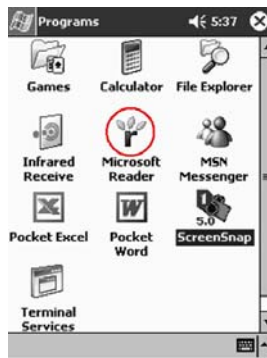 Programs 5:37
Games Calculator File Explorer
Infrared Receive Microsoft Reader MSN Messenger
5.0
Pocket Excel Pocket Word ScreenSnap
Terminal Services